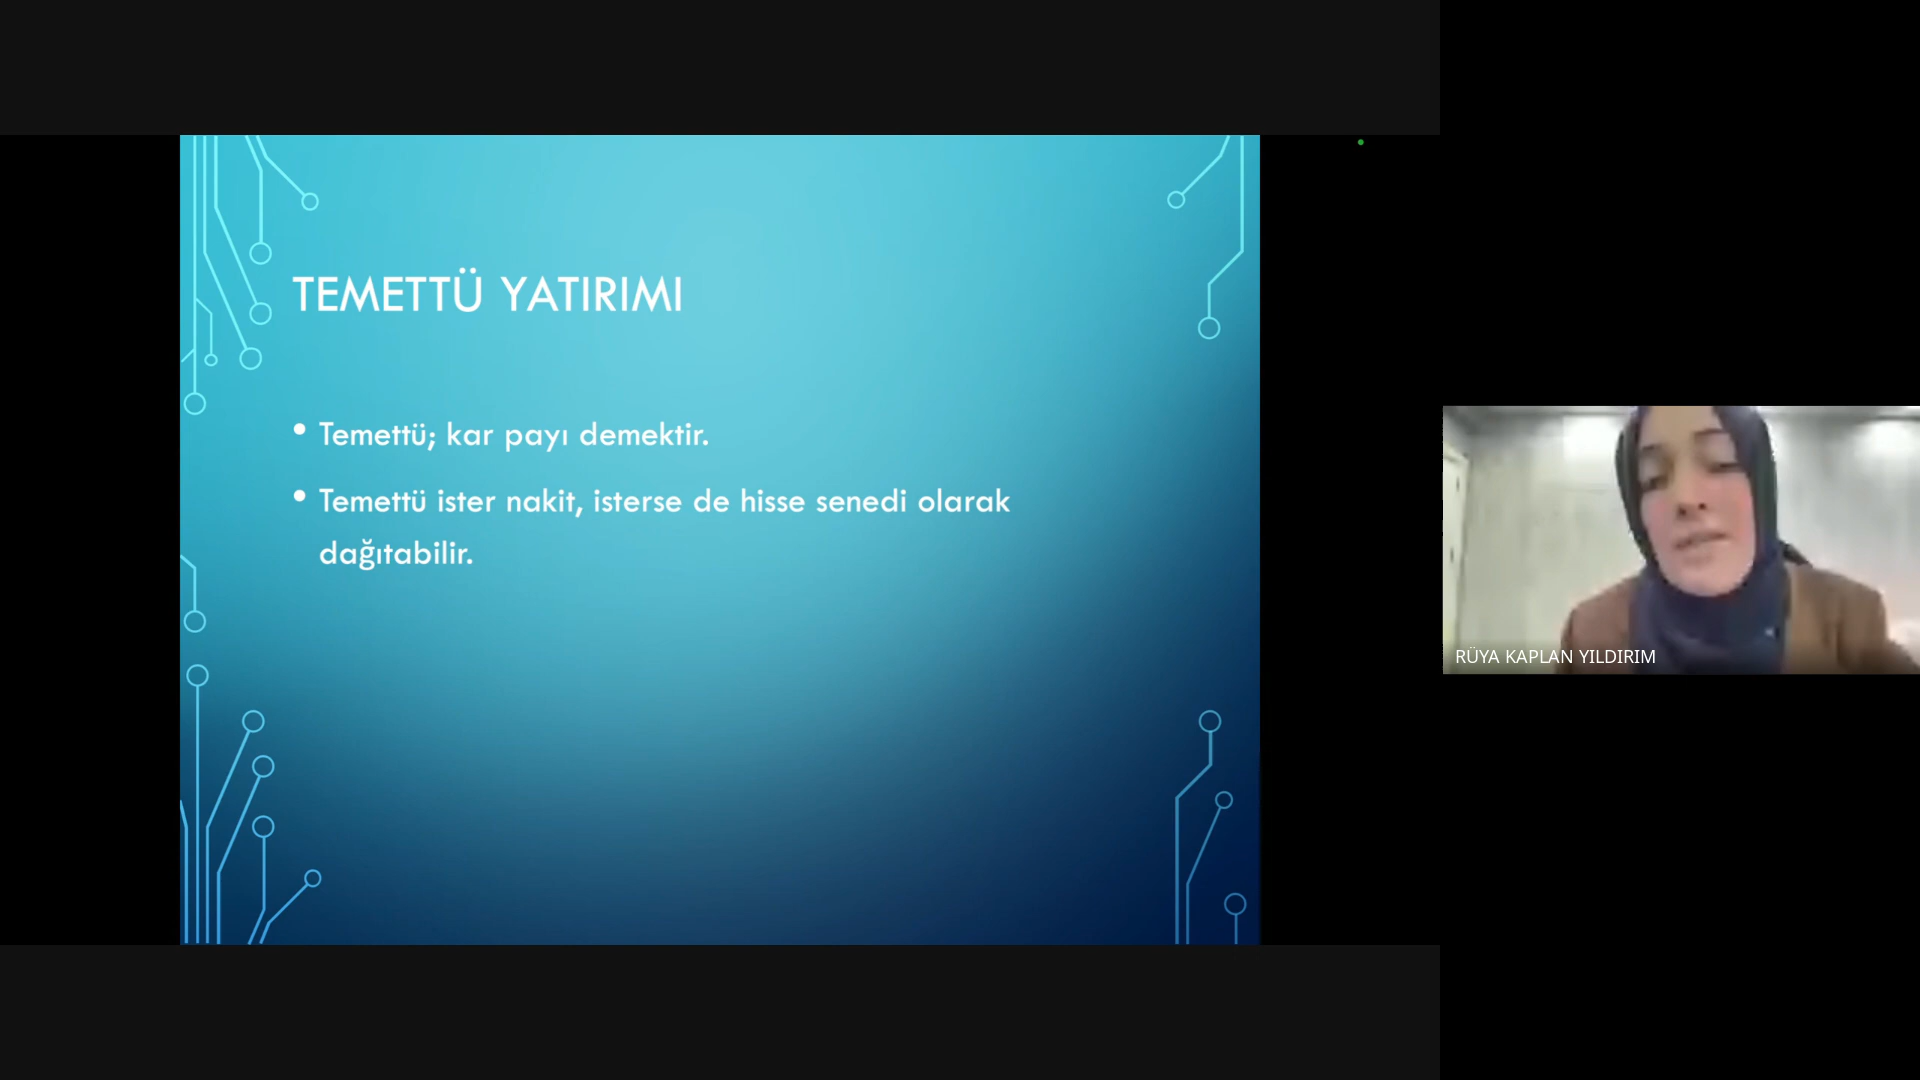 TEMETTÜ YATIRIMI
• Temettü; kar payı demektir.
• Temettü ister nakit, isterse de hisse senedi olarak
dağıtabilir.
RÜYA KAPLAN YILDIRIM